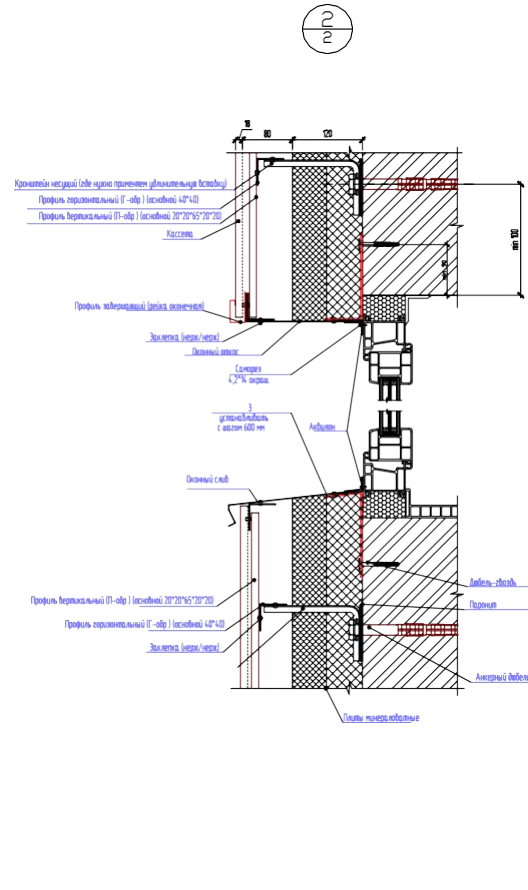 2
2
18
80
120
Кронштейн несущий (где нужно применяем удлинительную вставку)
Профиль горизонтальный (Г-обр ) (основной 40*40)
Профиль вертикальный (П-обр ) (основной 20*20*65*20*20)
Кассета
min 100
Профиль завершающий (рейка оконечная)
Заклепка (нерж/нерж)
Оконный откос
Саморез
4,2*14 окраш.
3
устанавливать
с шагом 600 мм
Аквилон
Оконный слив
Дюбель-гвоздь
Профиль вертикальный (П-обр ) (основной 20*20*65*20*20)
Паронит
Профиль горизонтальный (Г-обр ) (основной 40*40)
Заклепка (нерж/нерж)
Анкерный дюбель
Плиты минераловатные